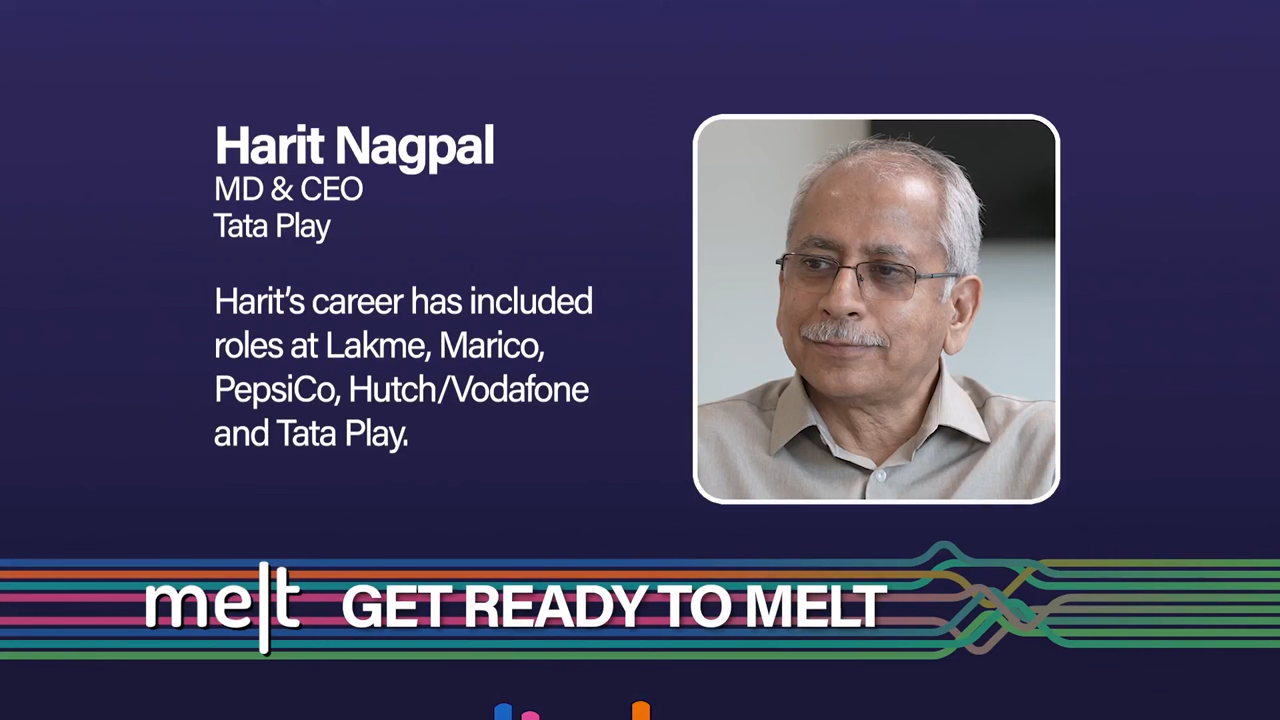 Harit Nagpal
MD & CEO
Tata Play
Harit's career has included
roles at Lakme, Marico,
PepsiCo, Hutch/Vodafone
and Tata Play.
melt GET READY TO MELT